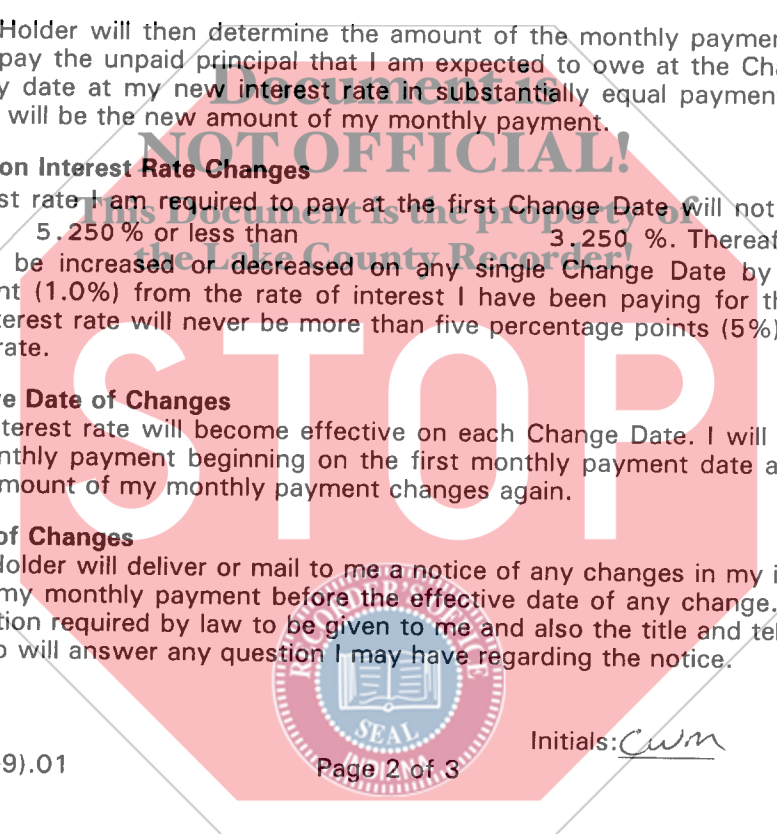 Holder will then determine the amount of the monthly paymen
pay the unpaid principal that I am expected to owe at the Cha
y date at my new interest rate in substantially equal payment
will be the new amount of my monthly payment.
Document is
NOT OFFICIAL!
This Document is the property of
the Lake County Recorder!
on Interest Rate Changes
st rate I am required to pay at the first Change Date will not
5.250 % or less than 3.250 %. Thereaf
be increased or decreased on any single Change Date by
nt (1.0%) from the rate of interest I have been paying for th
terest rate will never be more than five percentage points (5%)
rate.
STOP
e Date of Changes
terest rate will become effective on each Change Date. I will
nthly payment beginning on the first monthly payment date a
mount of my monthly payment changes again.
of Changes
Holder will deliver or mail to me a notice of any changes in my i
my monthly payment before the effective date of any change.
tion required by law to be given to me and also the title and tel
o will answer any question I may have regarding the notice.
RECORDER'S OFFICE
SEAL
INDIANA
Initials: CWM
9).01
Page 2 of 3